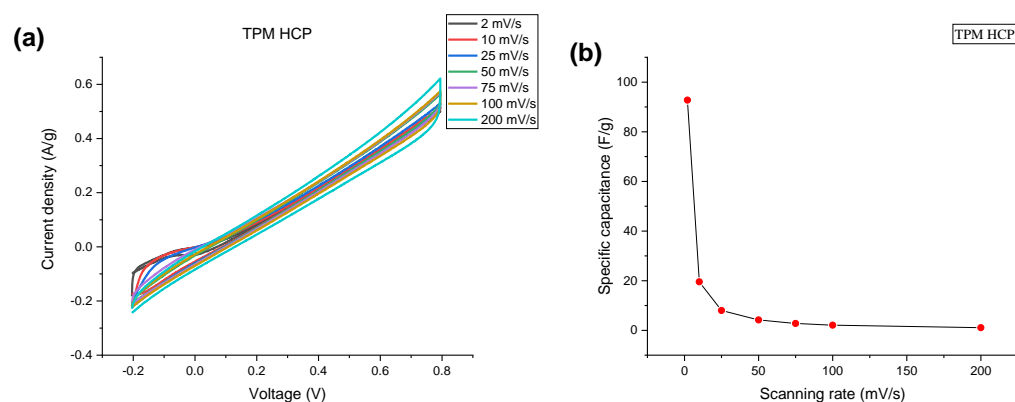 (a)
TPM HCP
2 mV/s
10 mV/s
25 mV/s
50 mV/s
75 mV/s
100 mV/s
200 mV/s
0.6
0.4
0.2
0.0
-0.2
-0.4
Current density (A/g)
-0.2 0.0 0.2 0.4 0.6 0.8
Voltage (V)
(b)
TPM HCP
100
80
60
40
20
0
Specific capacitance (F/g)
0 50 100 150 200
Scanning rate (mV/s)